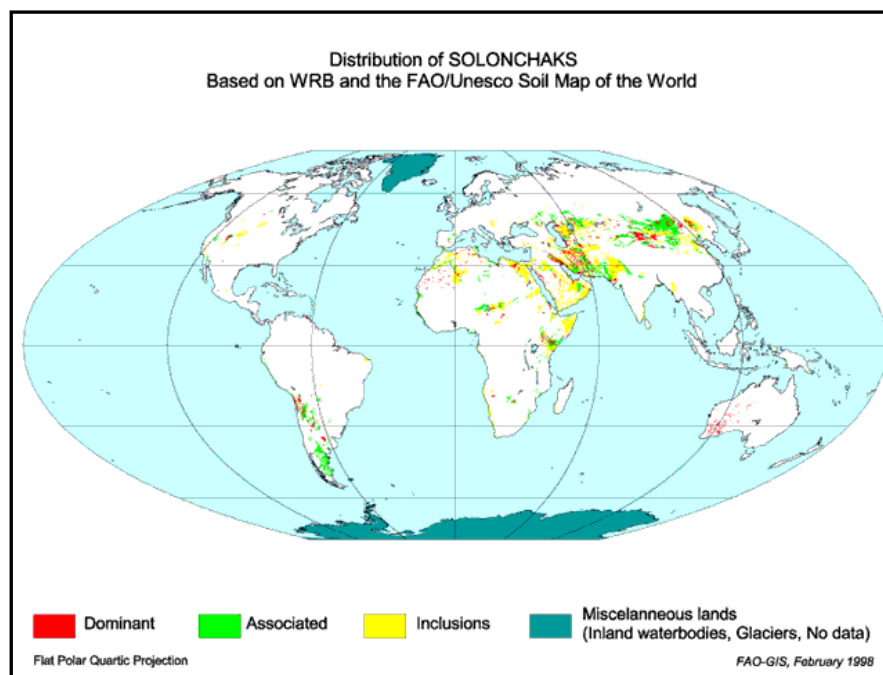 Distribution of SOLONCHAKS
Based on WRB and the FAO/Unesco Soil Map of the World
Dominant
Associated
Inclusions
Miscelanneous lands
(Inland waterbodies, Glaciers, No data)
Flat Polar Quartic Projection
FAO-GIS, February 1998